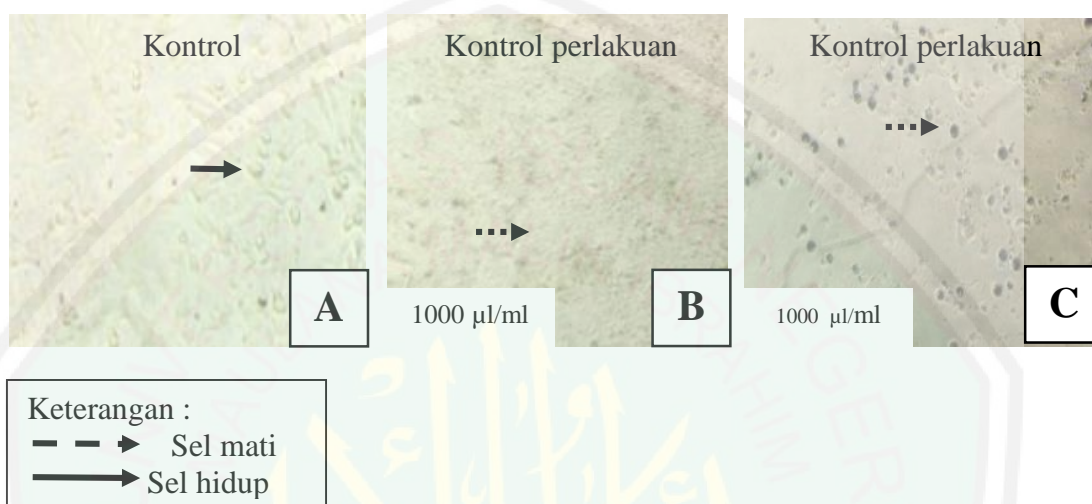 Kontrol
Kontrol perlakuan
Kontrol perlakuan
A
1000 µl/ml
B
1000 µl/ml
C
Keterangan :
Sel mati
Sel hidup